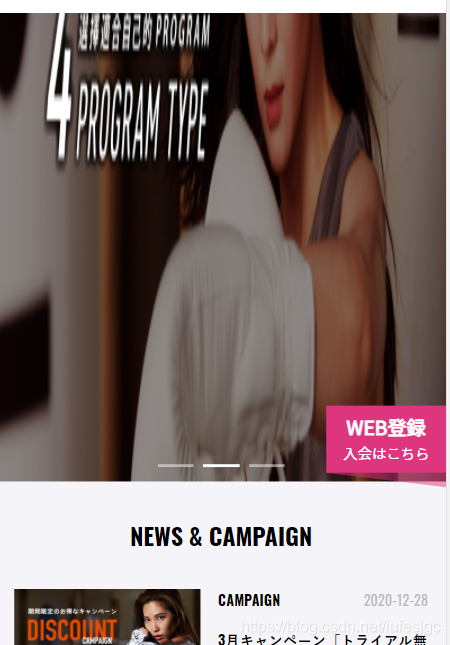 4
選擇適合自己的 PROGRAM
PROGRAM TYPE
WEB登録
入会はこちら
NEWS & CAMPAIGN
期間限定のお得なキャンペーン
DISCOUNT
CAMPAIGN
CAMPAIGN
2020-12-28
3月キャンペーン「トライアル無
https://blog.csdn.net/iufesjgc